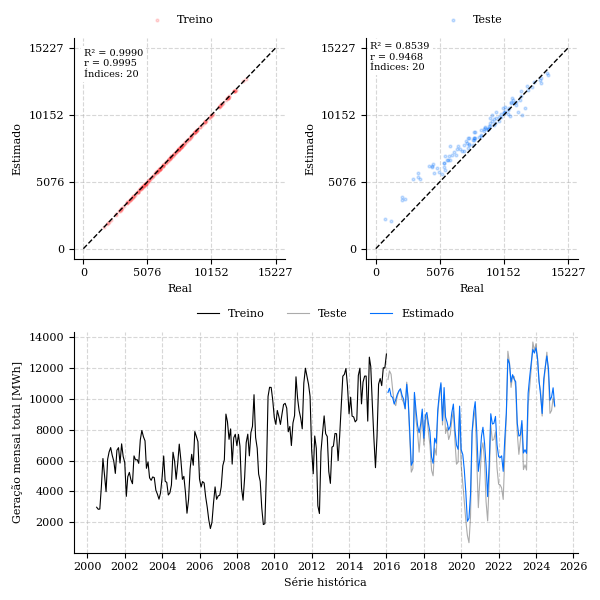 Treino
Teste
R² = 0.9990
r = 0.9995
Indices: 20
R² = 0.8539
r = 0.9468
Indices: 20
15227
10152
5076
0
Estimado
0 5076 10152 15227
Real
15227
10152
5076
0
Estimado
0 5076 10152 15227
Real
Treino Teste Estimado
14000
12000
10000
8000
6000
4000
2000
Geração mensal total [MWh]
2000 2002 2004 2006 2008 2010 2012 2014 2016 2018 2020 2022 2024 2026
Série histórica